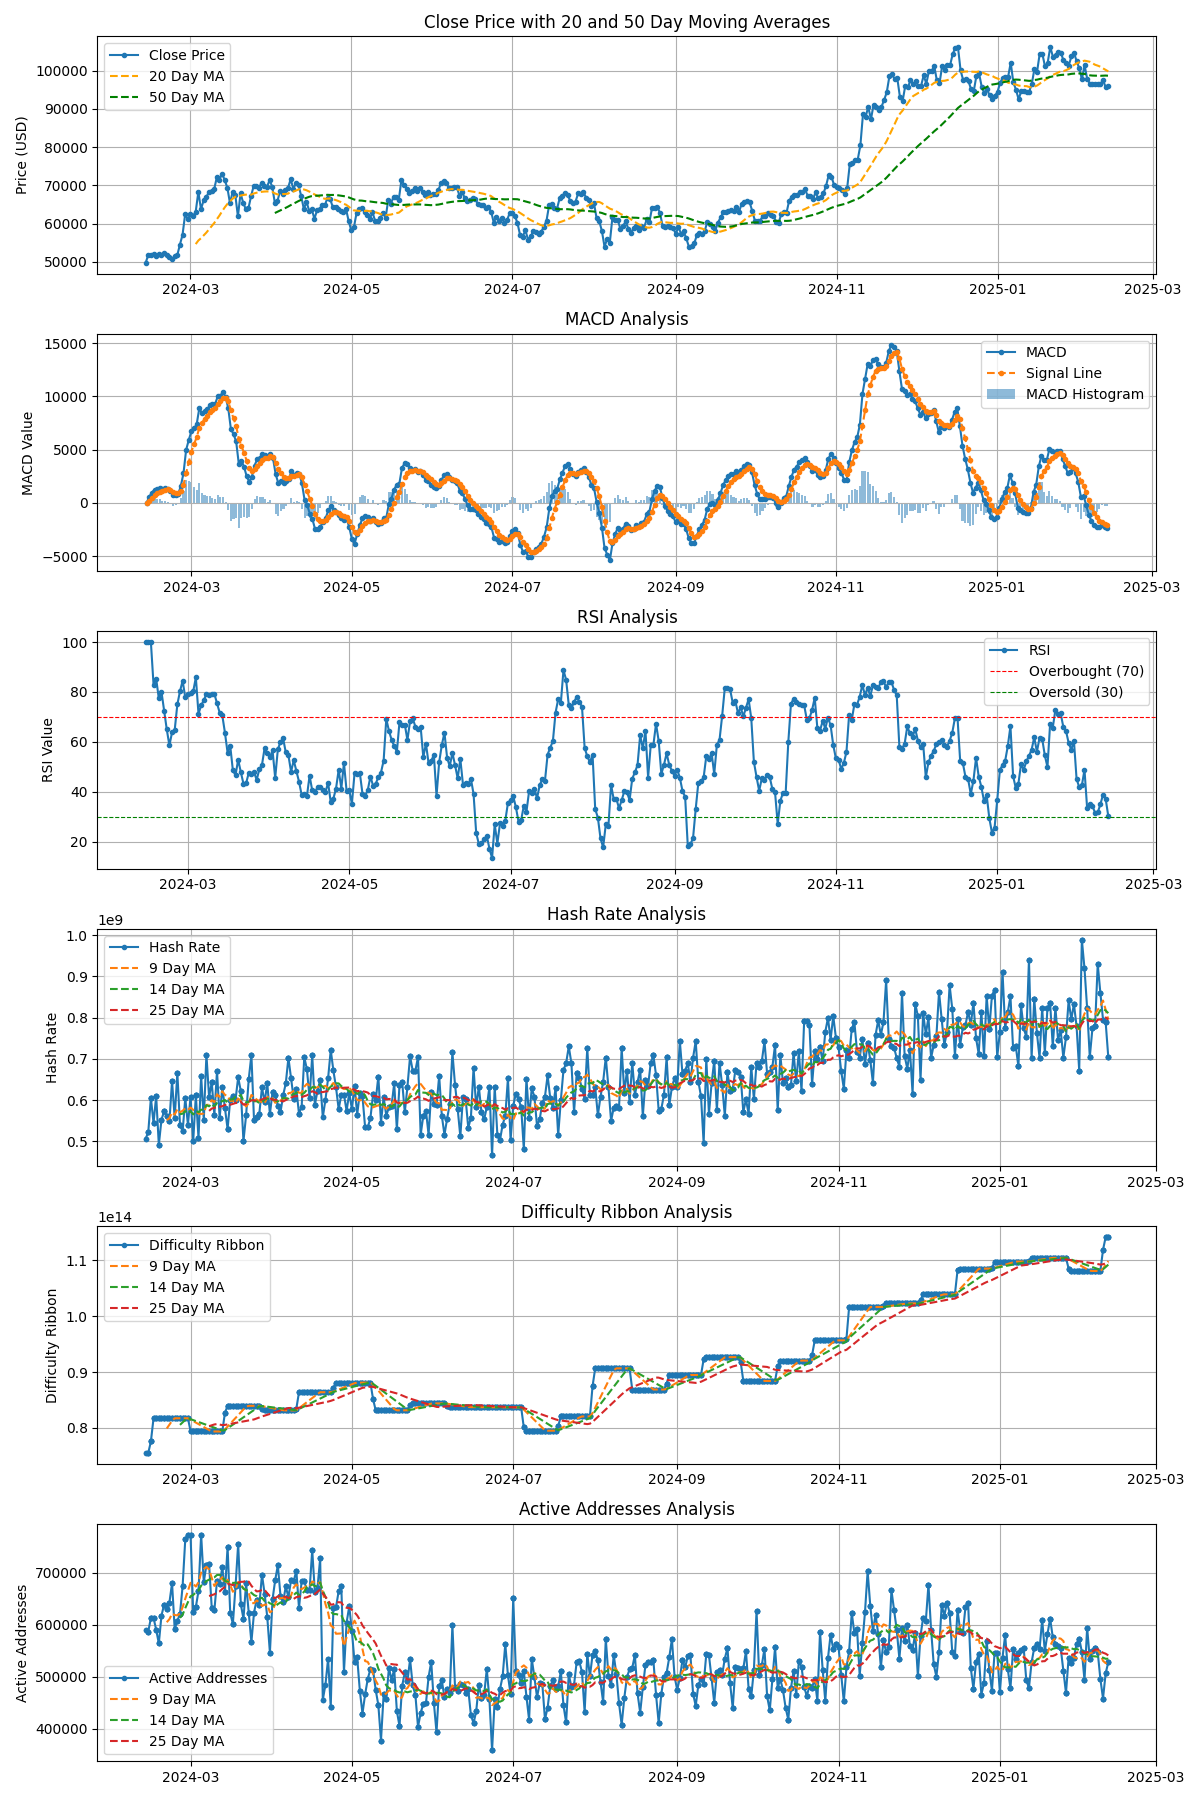 Close Price with 20 and 50 Day Moving Averages
Price (USD)
100000
90000
80000
70000
60000
50000
Close Price
20 Day MA
50 Day MA
2024-03
2024-05
2024-07
2024-09
2024-11
2025-01
2025-03
MACD Analysis
MACD Value
15000
10000
5000
0
−5000
MACD
Signal Line
MACD Histogram
2024-03
2024-05
2024-07
2024-09
2024-11
2025-01
2025-03
RSI Analysis
RSI Value
100
80
60
40
20
RSI
Overbought (70)
Oversold (30)
2024-03
2024-05
2024-07
2024-09
2024-11
2025-01
2025-03
Hash Rate Analysis
1e9
Hash Rate
1.0
0.9
0.8
0.7
0.6
0.5
Hash Rate
9 Day MA
14 Day MA
25 Day MA
2024-03
2024-05
2024-07
2024-09
2024-11
2025-01
2025-03
Difficulty Ribbon Analysis
1e14
Difficulty Ribbon
1.1
1.0
0.9
0.8
Difficulty Ribbon
9 Day MA
14 Day MA
25 Day MA
2024-03
2024-05
2024-07
2024-09
2024-11
2025-01
2025-03
Active Addresses Analysis
Active Addresses
700000
600000
500000
400000
Active Addresses
9 Day MA
14 Day MA
25 Day MA
2024-03
2024-05
2024-07
2024-09
2024-11
2025-01
2025-03